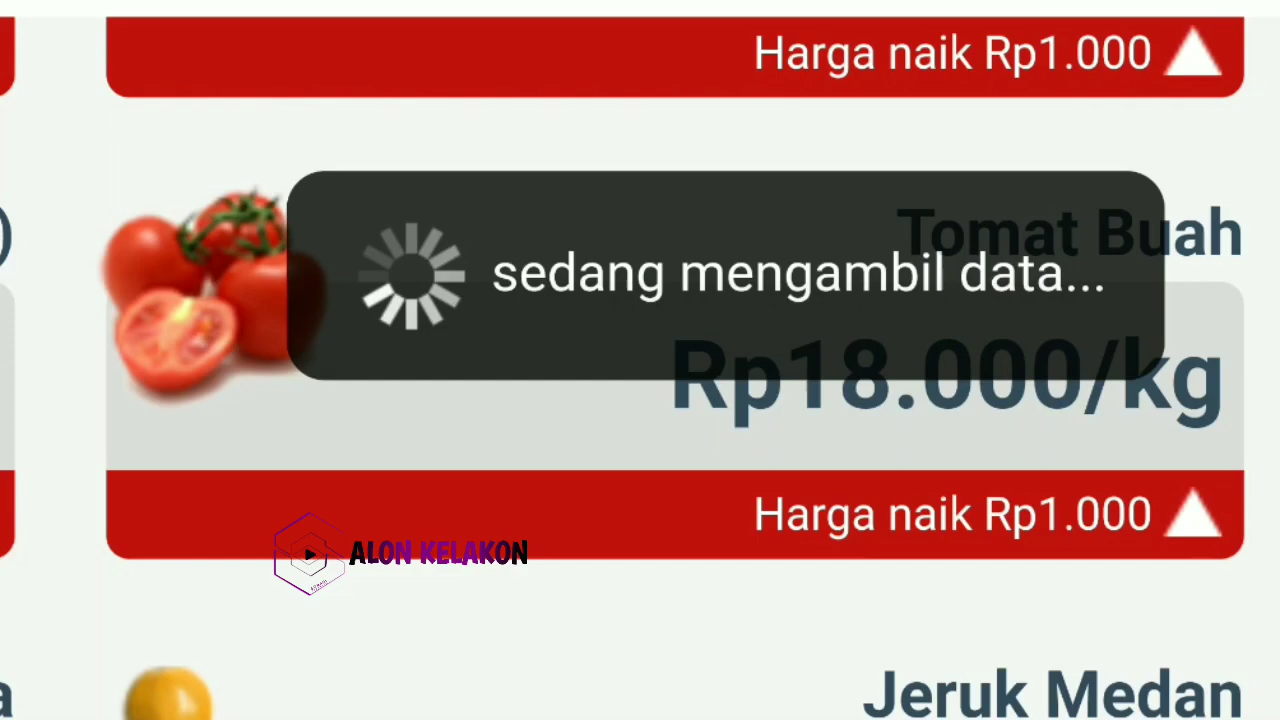 Harga naik Rp1.000
Tomat Buah
sedang mengambil data...
Rp18.000/kg
Harga naik Rp1.000
ALON KELAKON
Jeruk Medan